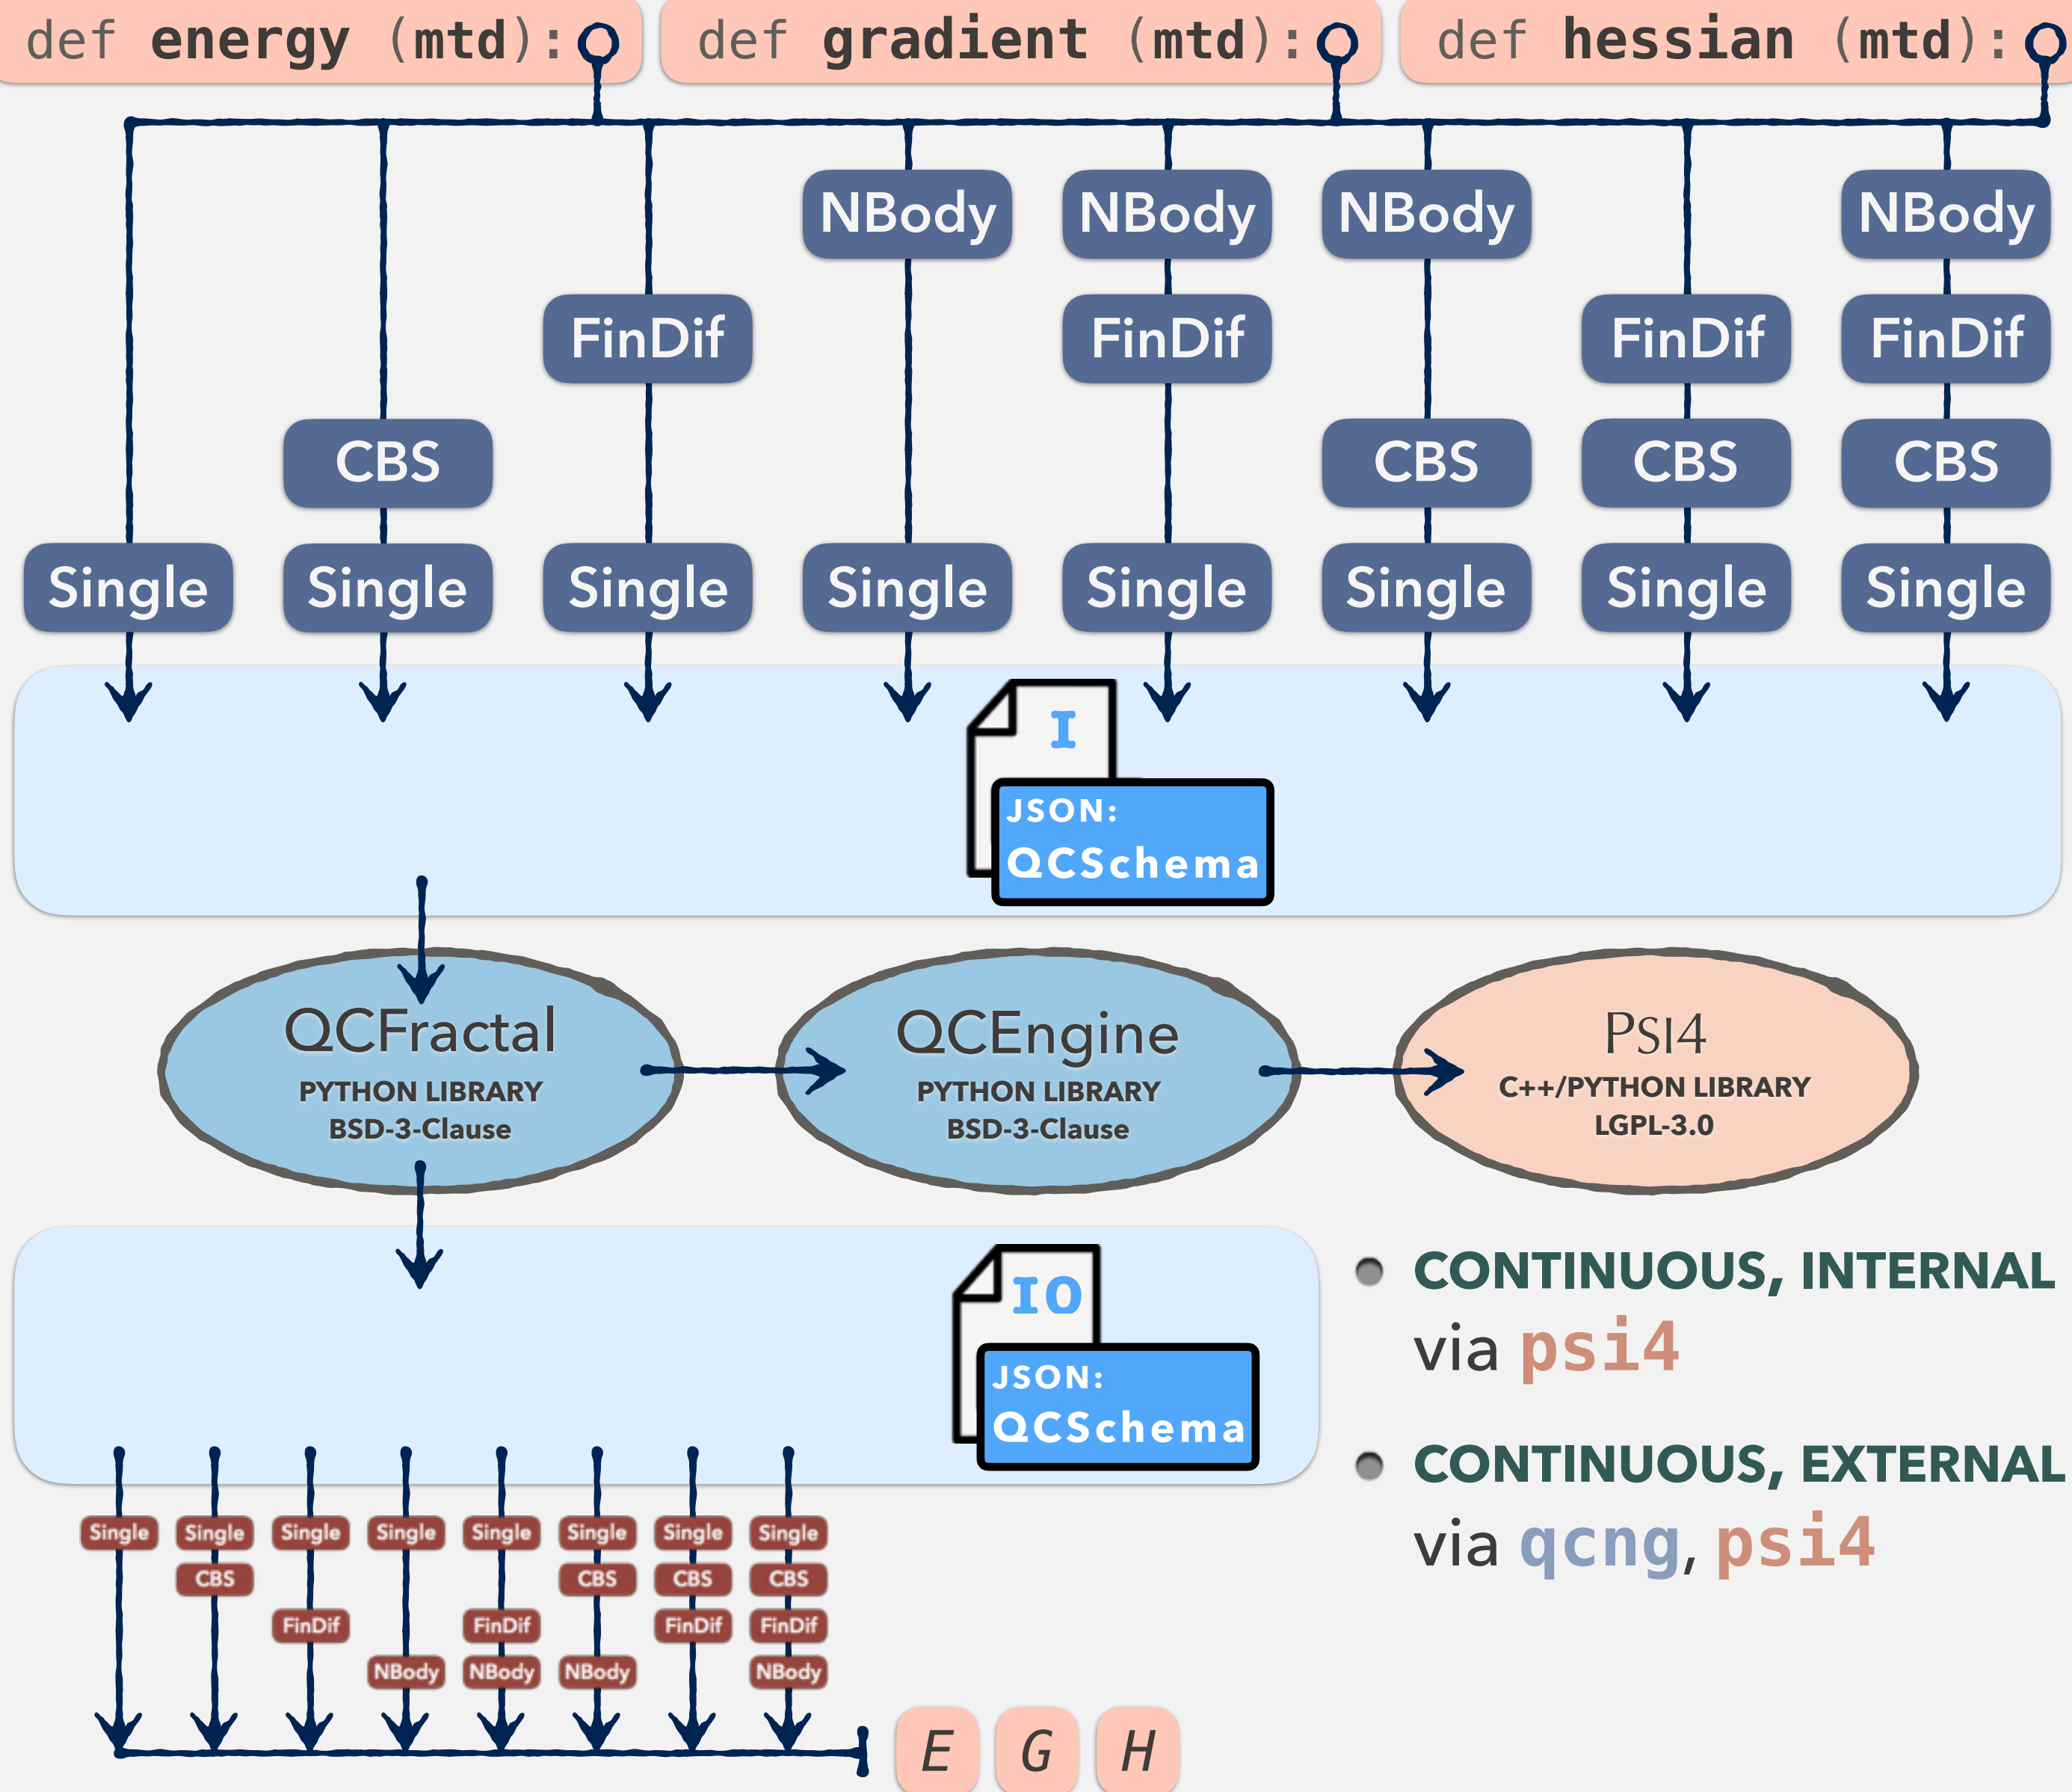 def energy (mtd):
def gradient (mtd):
def hessian (mtd):
NBody NBody NBody NBody
FinDif FinDif FinDif FinDif
CBS CBS CBS CBS
Single Single Single Single Single Single Single Single
I
JSON:
QCSchema
QCFractal
PYTHON LIBRARY
BSD-3-Clause
QCEngine
PYTHON LIBRARY
BSD-3-Clause
PSI4
C++/PYTHON LIBRARY
LGPL-3.0
IO
JSON:
QCSchema
CONTINUOUS, INTERNAL
via psi4
CONTINUOUS, EXTERNAL
via qcng, psi4
Single Single Single Single Single Single Single Single
CBS CBS CBS CBS
FinDif FinDif FinDif FinDif
NBody NBody NBody NBody
E G H